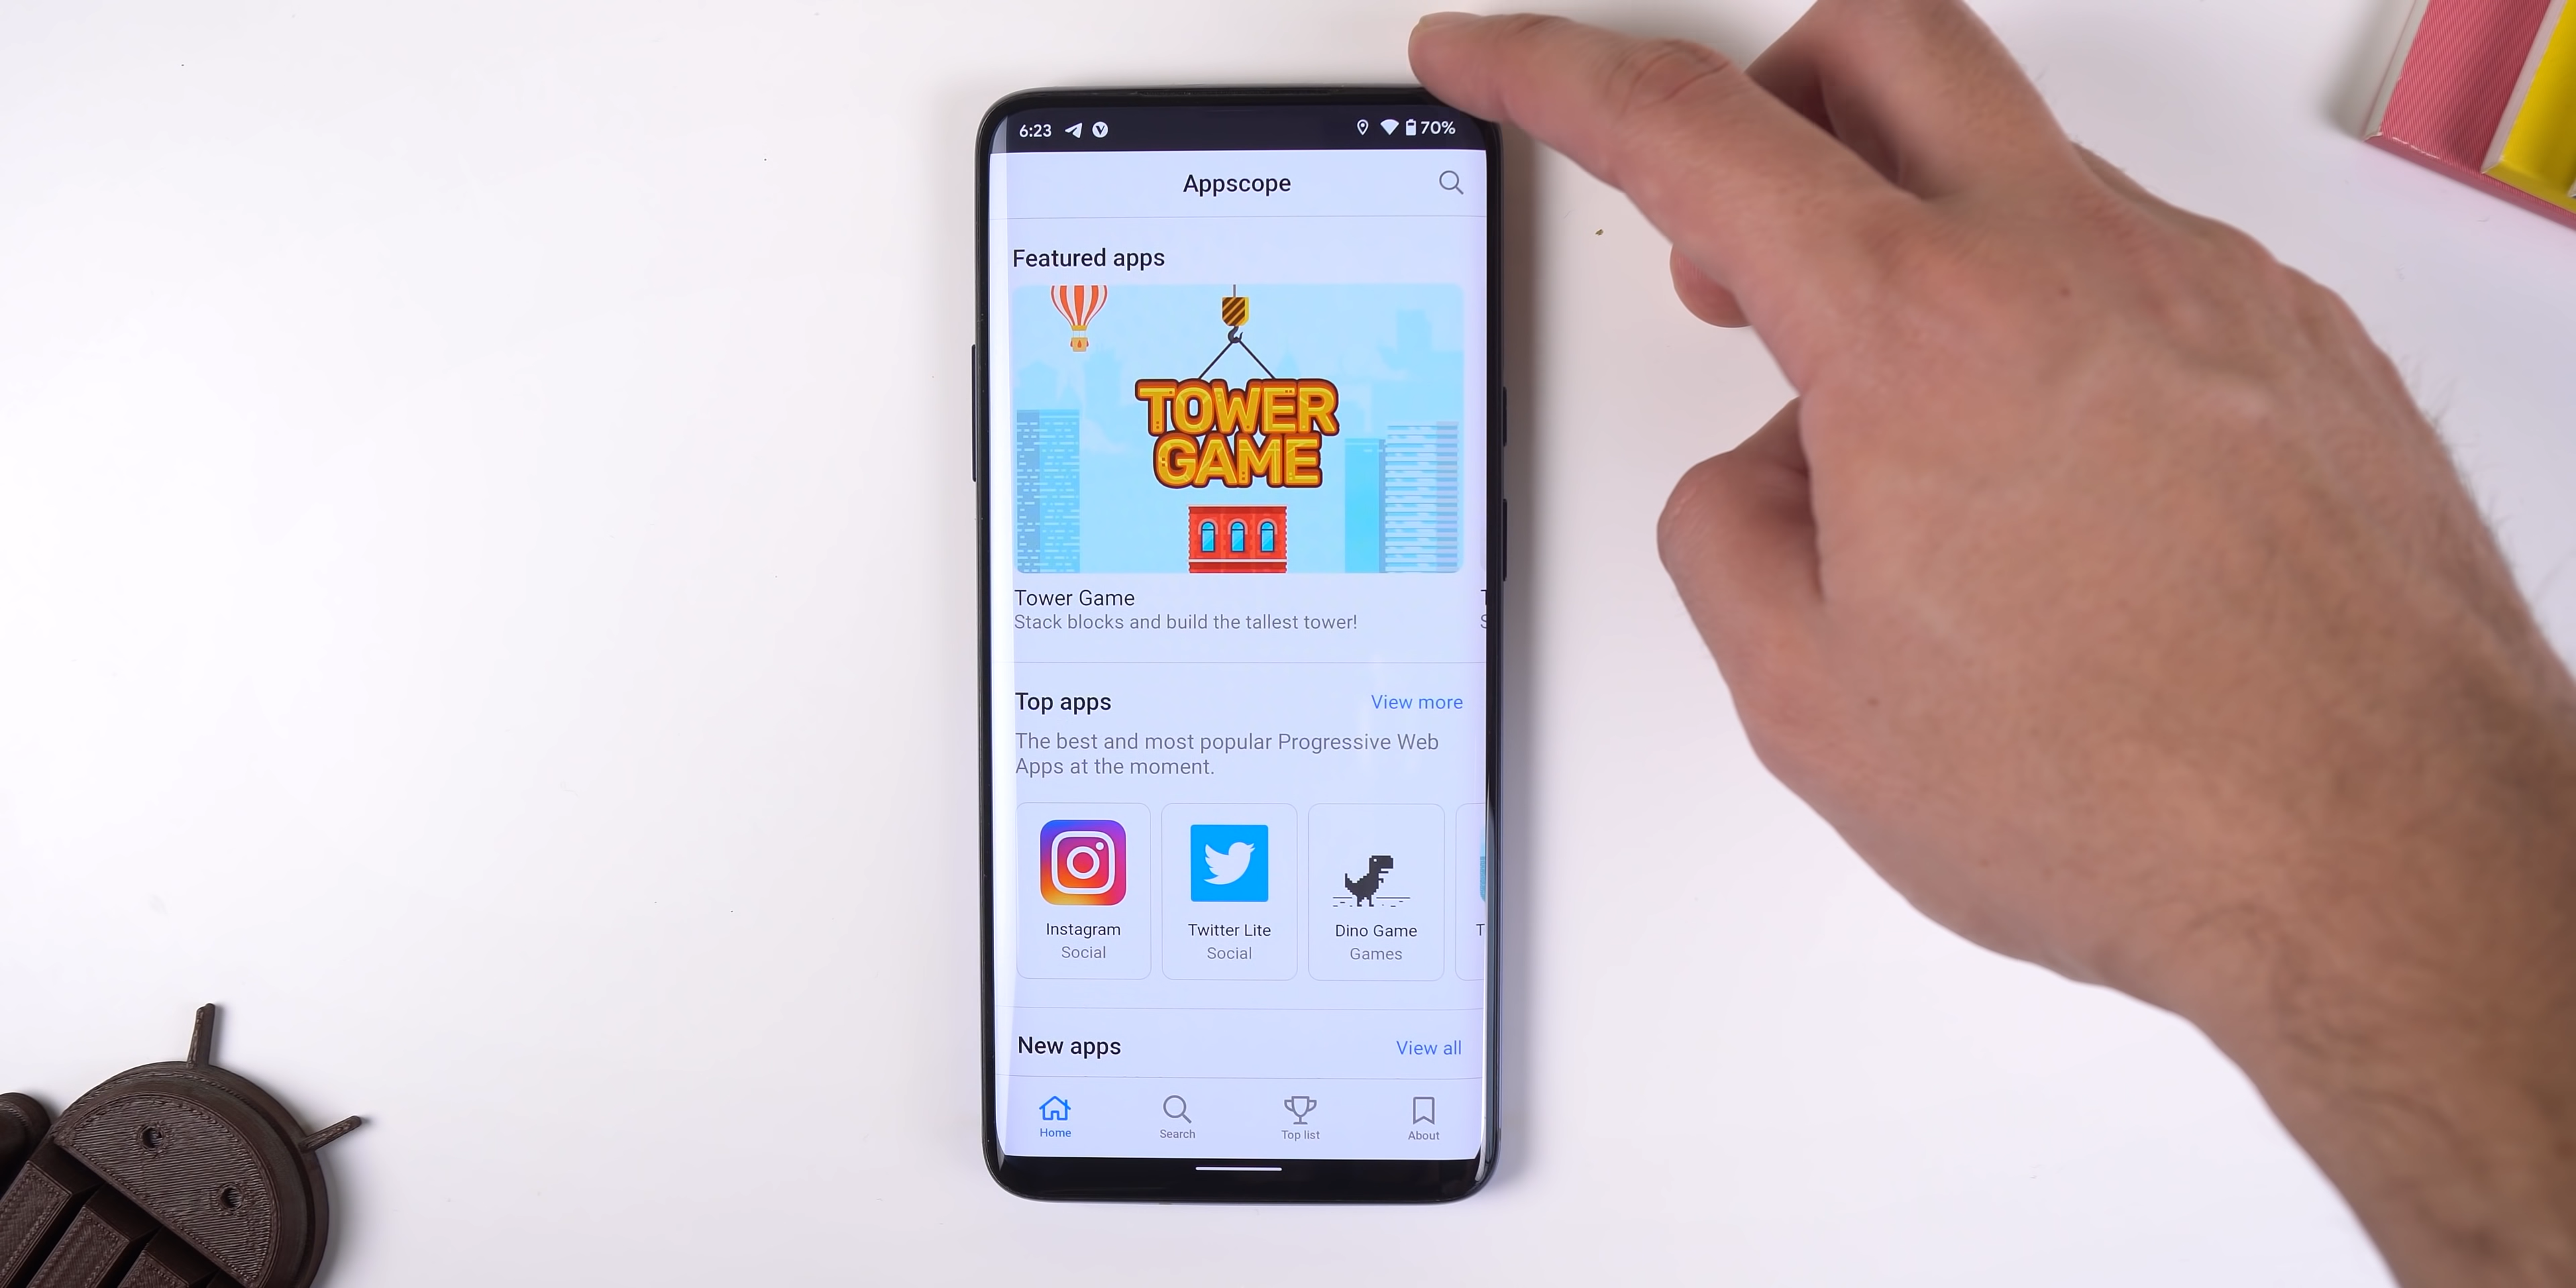 6:23
70%
Appscope
Featured apps
TOWER
GAME
Tower Game
Stack blocks and build the tallest tower!
Top apps
View more
The best and most popular Progressive Web
Apps at the moment.
Instagram
Social
Twitter Lite
Social
Dino Game
Games
New apps
View all
Home
Search
Top list
About